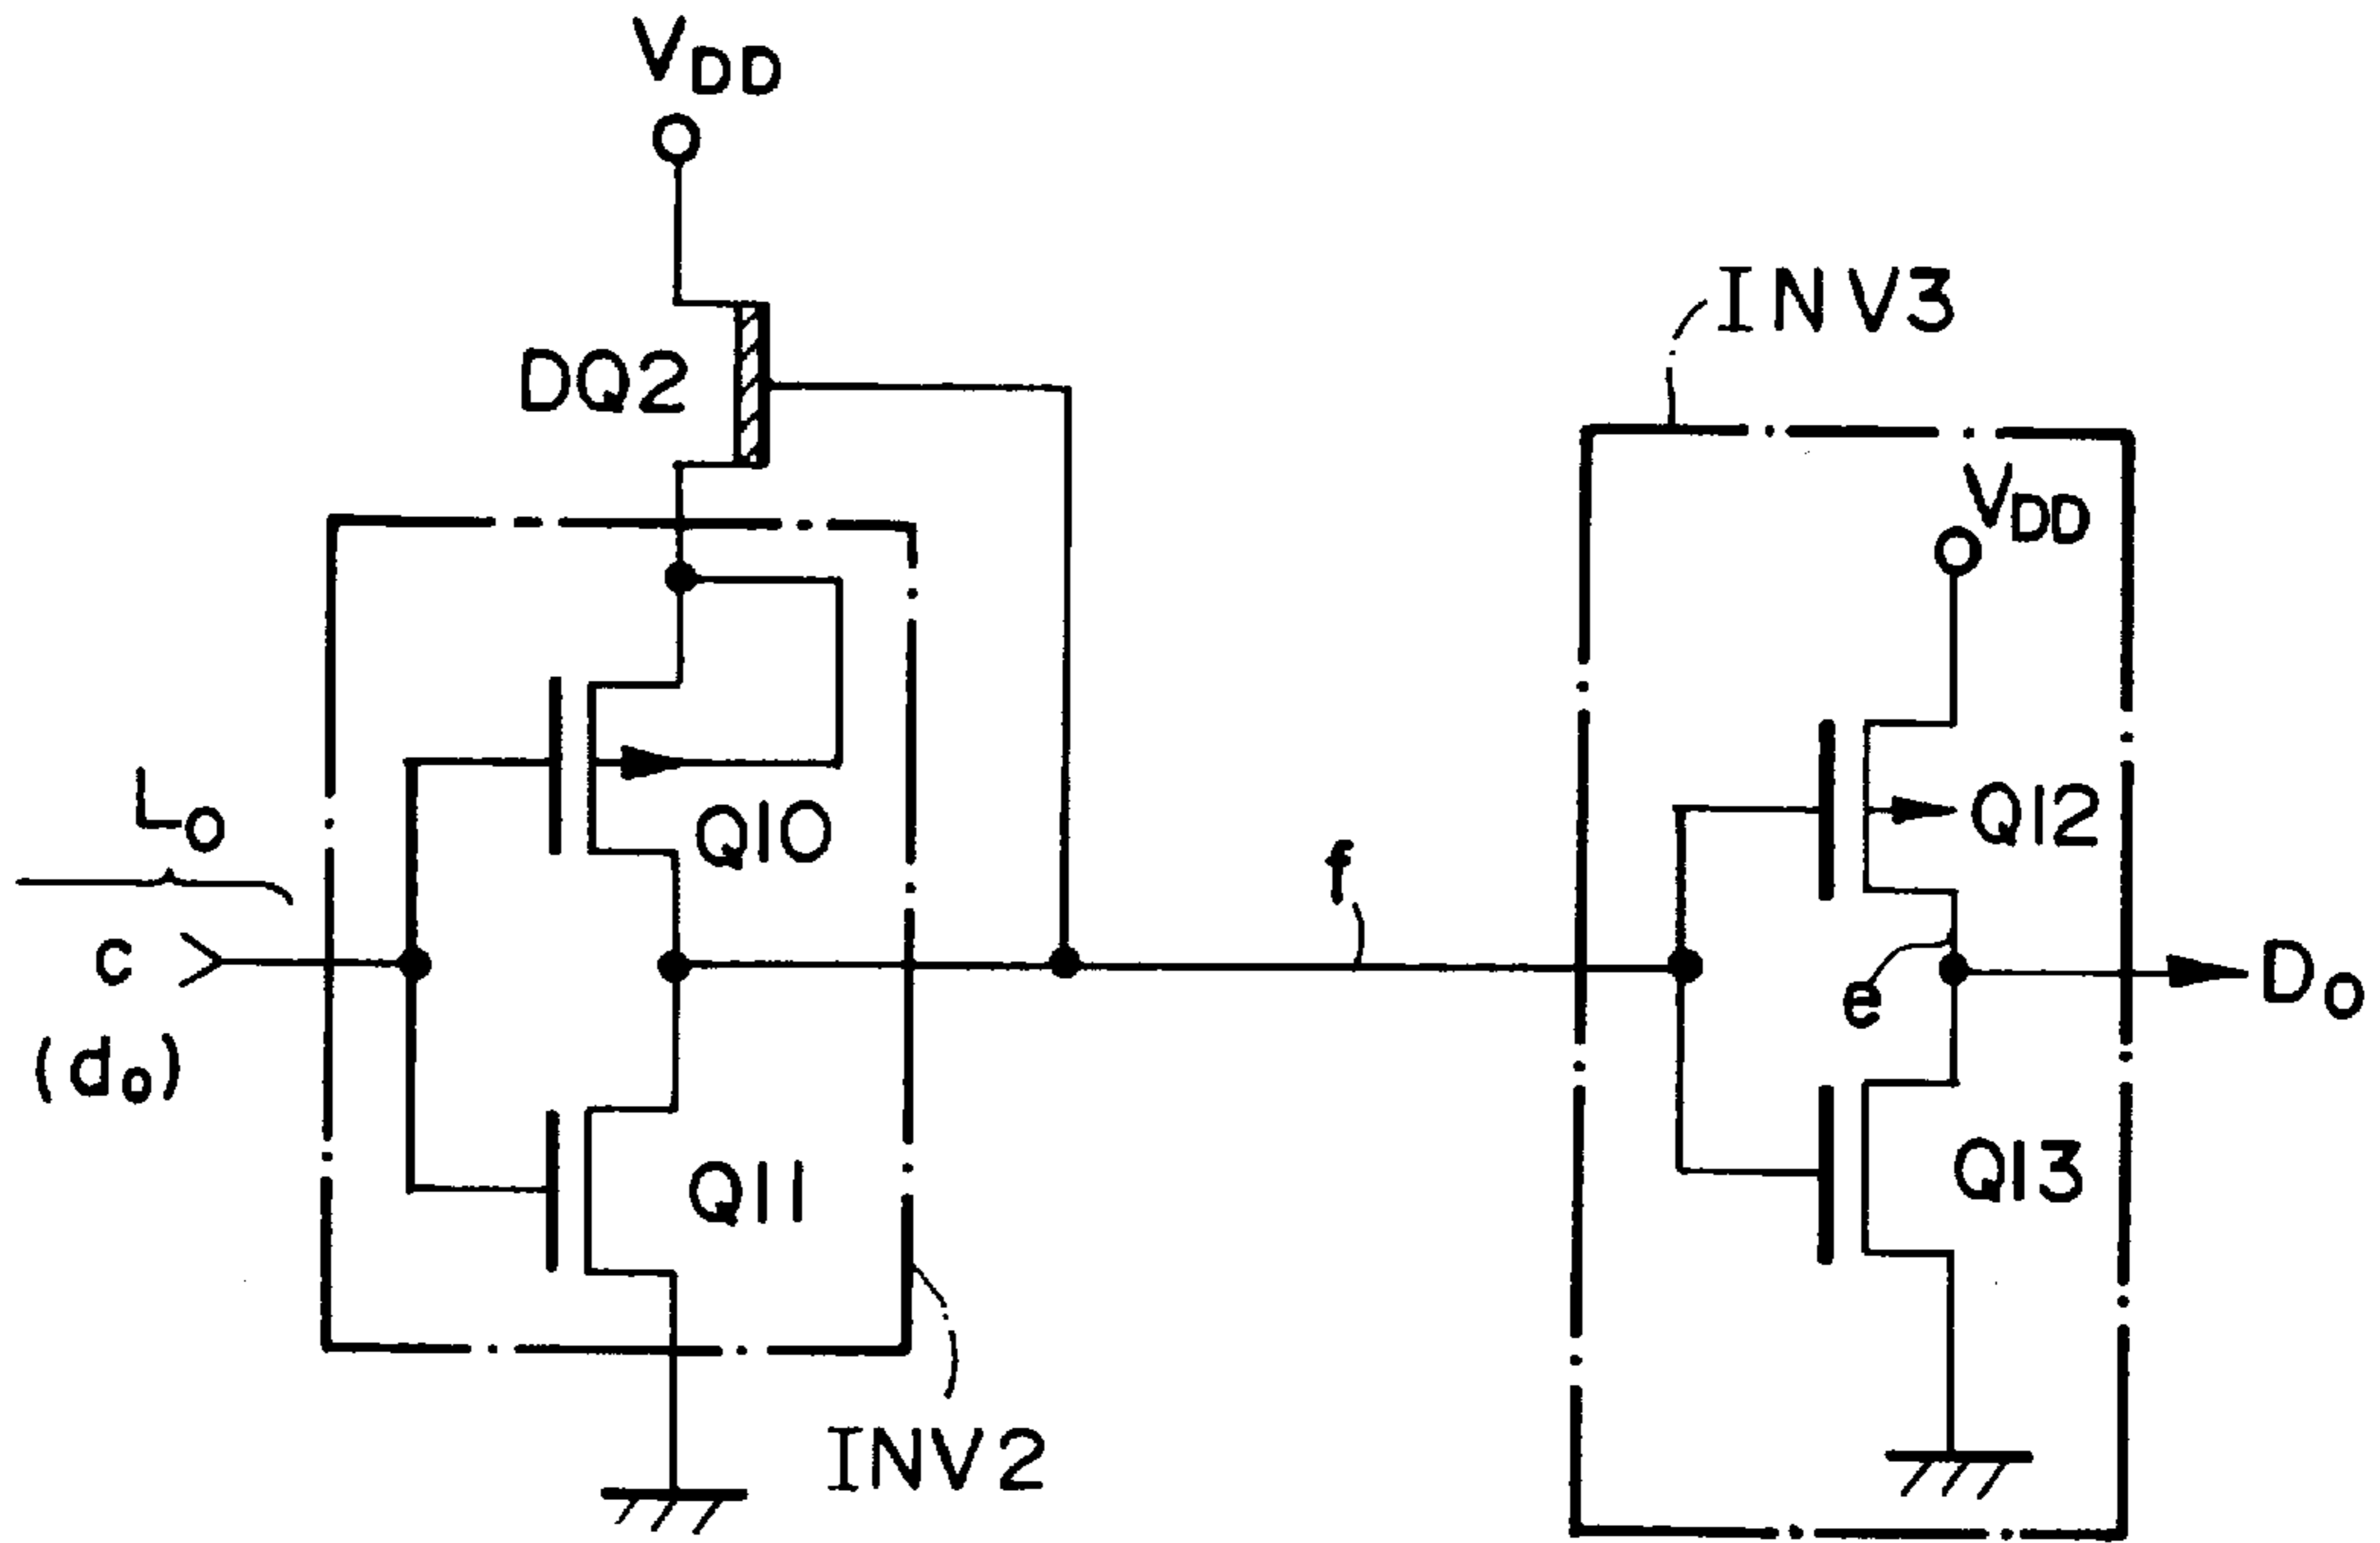 VDD
INV3
DQ2
VDD
Lo
Q10
Q12
f
c
e
Do
(do)
Q11
Q13
INV2